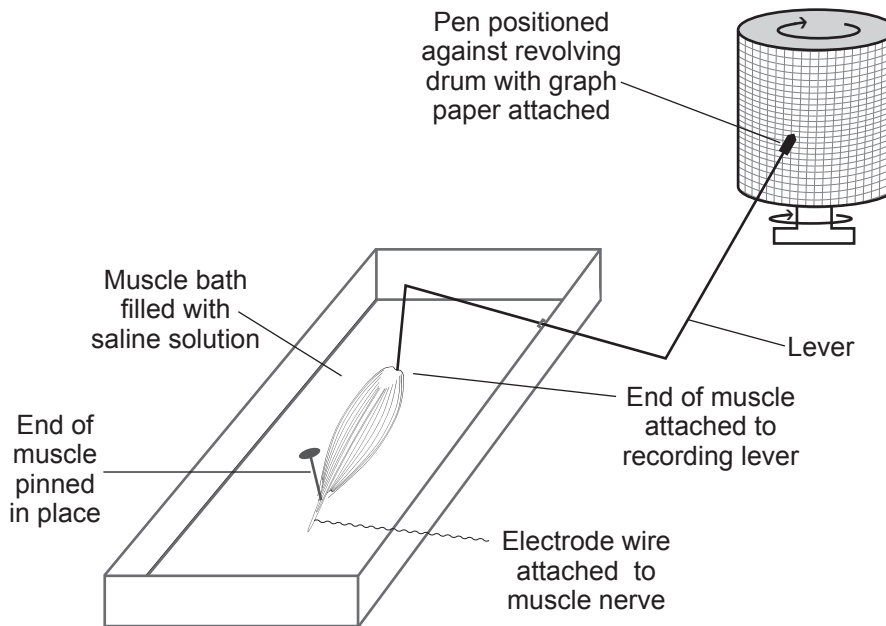 Pen positioned
against revolving
drum with graph
paper attached
Muscle bath
filled with
saline solution
Lever
End of muscle
attached to
recording lever
End of
muscle
pinned
in place
Electrode wire
attached to
muscle nerve